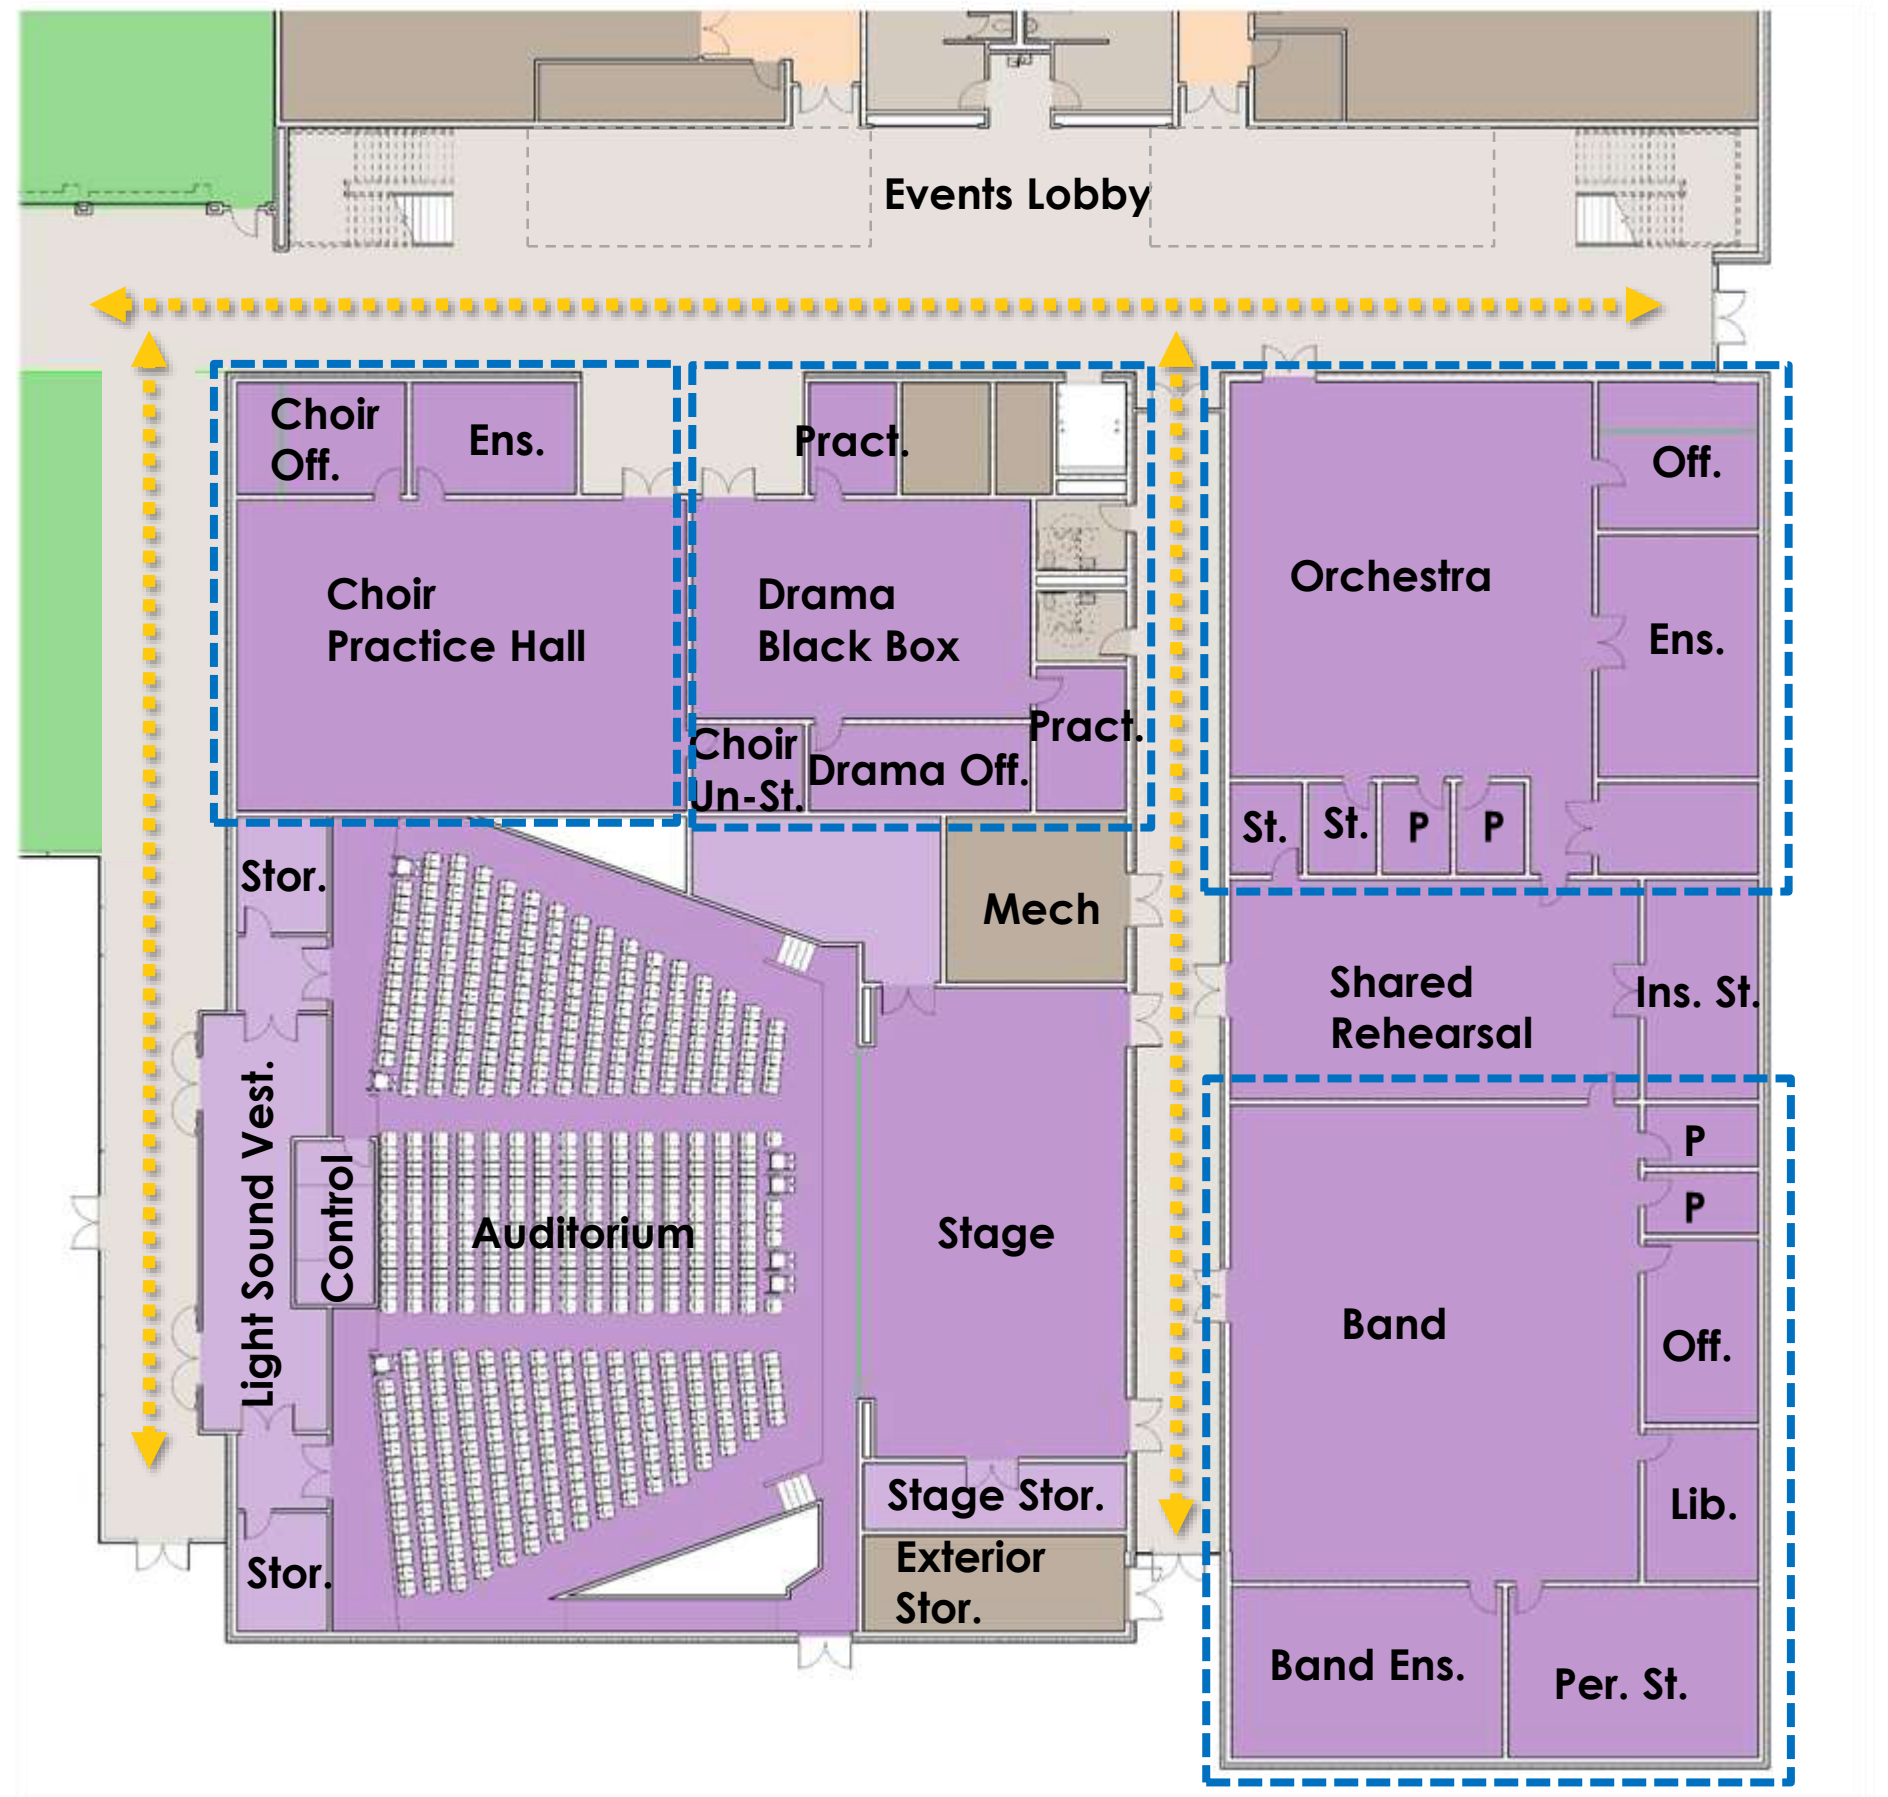 Events Lobby
Choir
Off.
Ens.
Pract.
Off.
Choir
Practice Hall
Drama
Black Box
Orchestra
Ens.
Pract.
Choir
Un-St.
Drama Off.
St.
St.
P
P
Stor.
Mech
Shared
Rehearsal
Ins. St.
Light Sound Vest.
Control
Auditorium
Stage
Band
P
P
Off.
Lib.
Stage Stor.
Exterior
Stor.
Stor.
Band Ens.
Per. St.